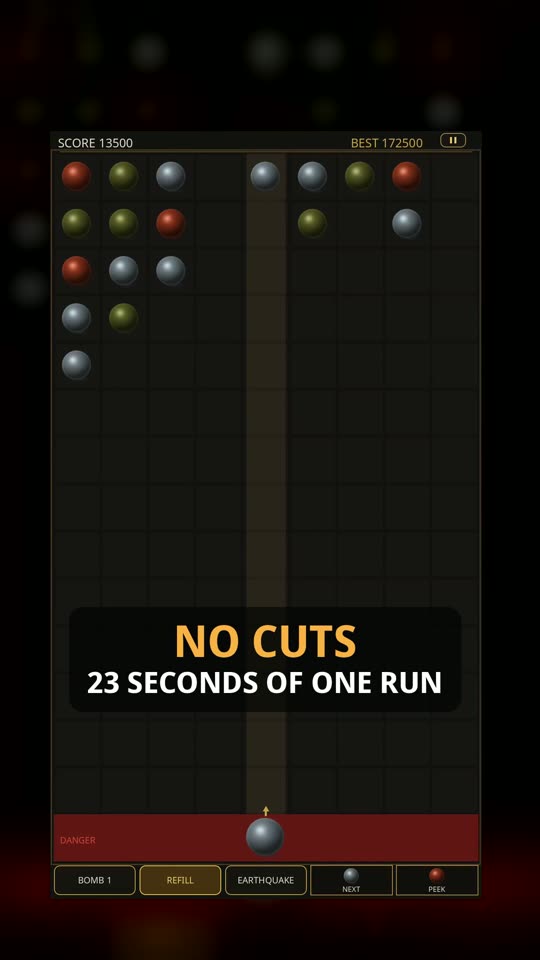 SCORE 13500
BEST 172500
NO CUTS
23 SECONDS OF ONE RUN
DANGER
BOMB 1
REFILL
EARTHQUAKE
NEXT
PEEK